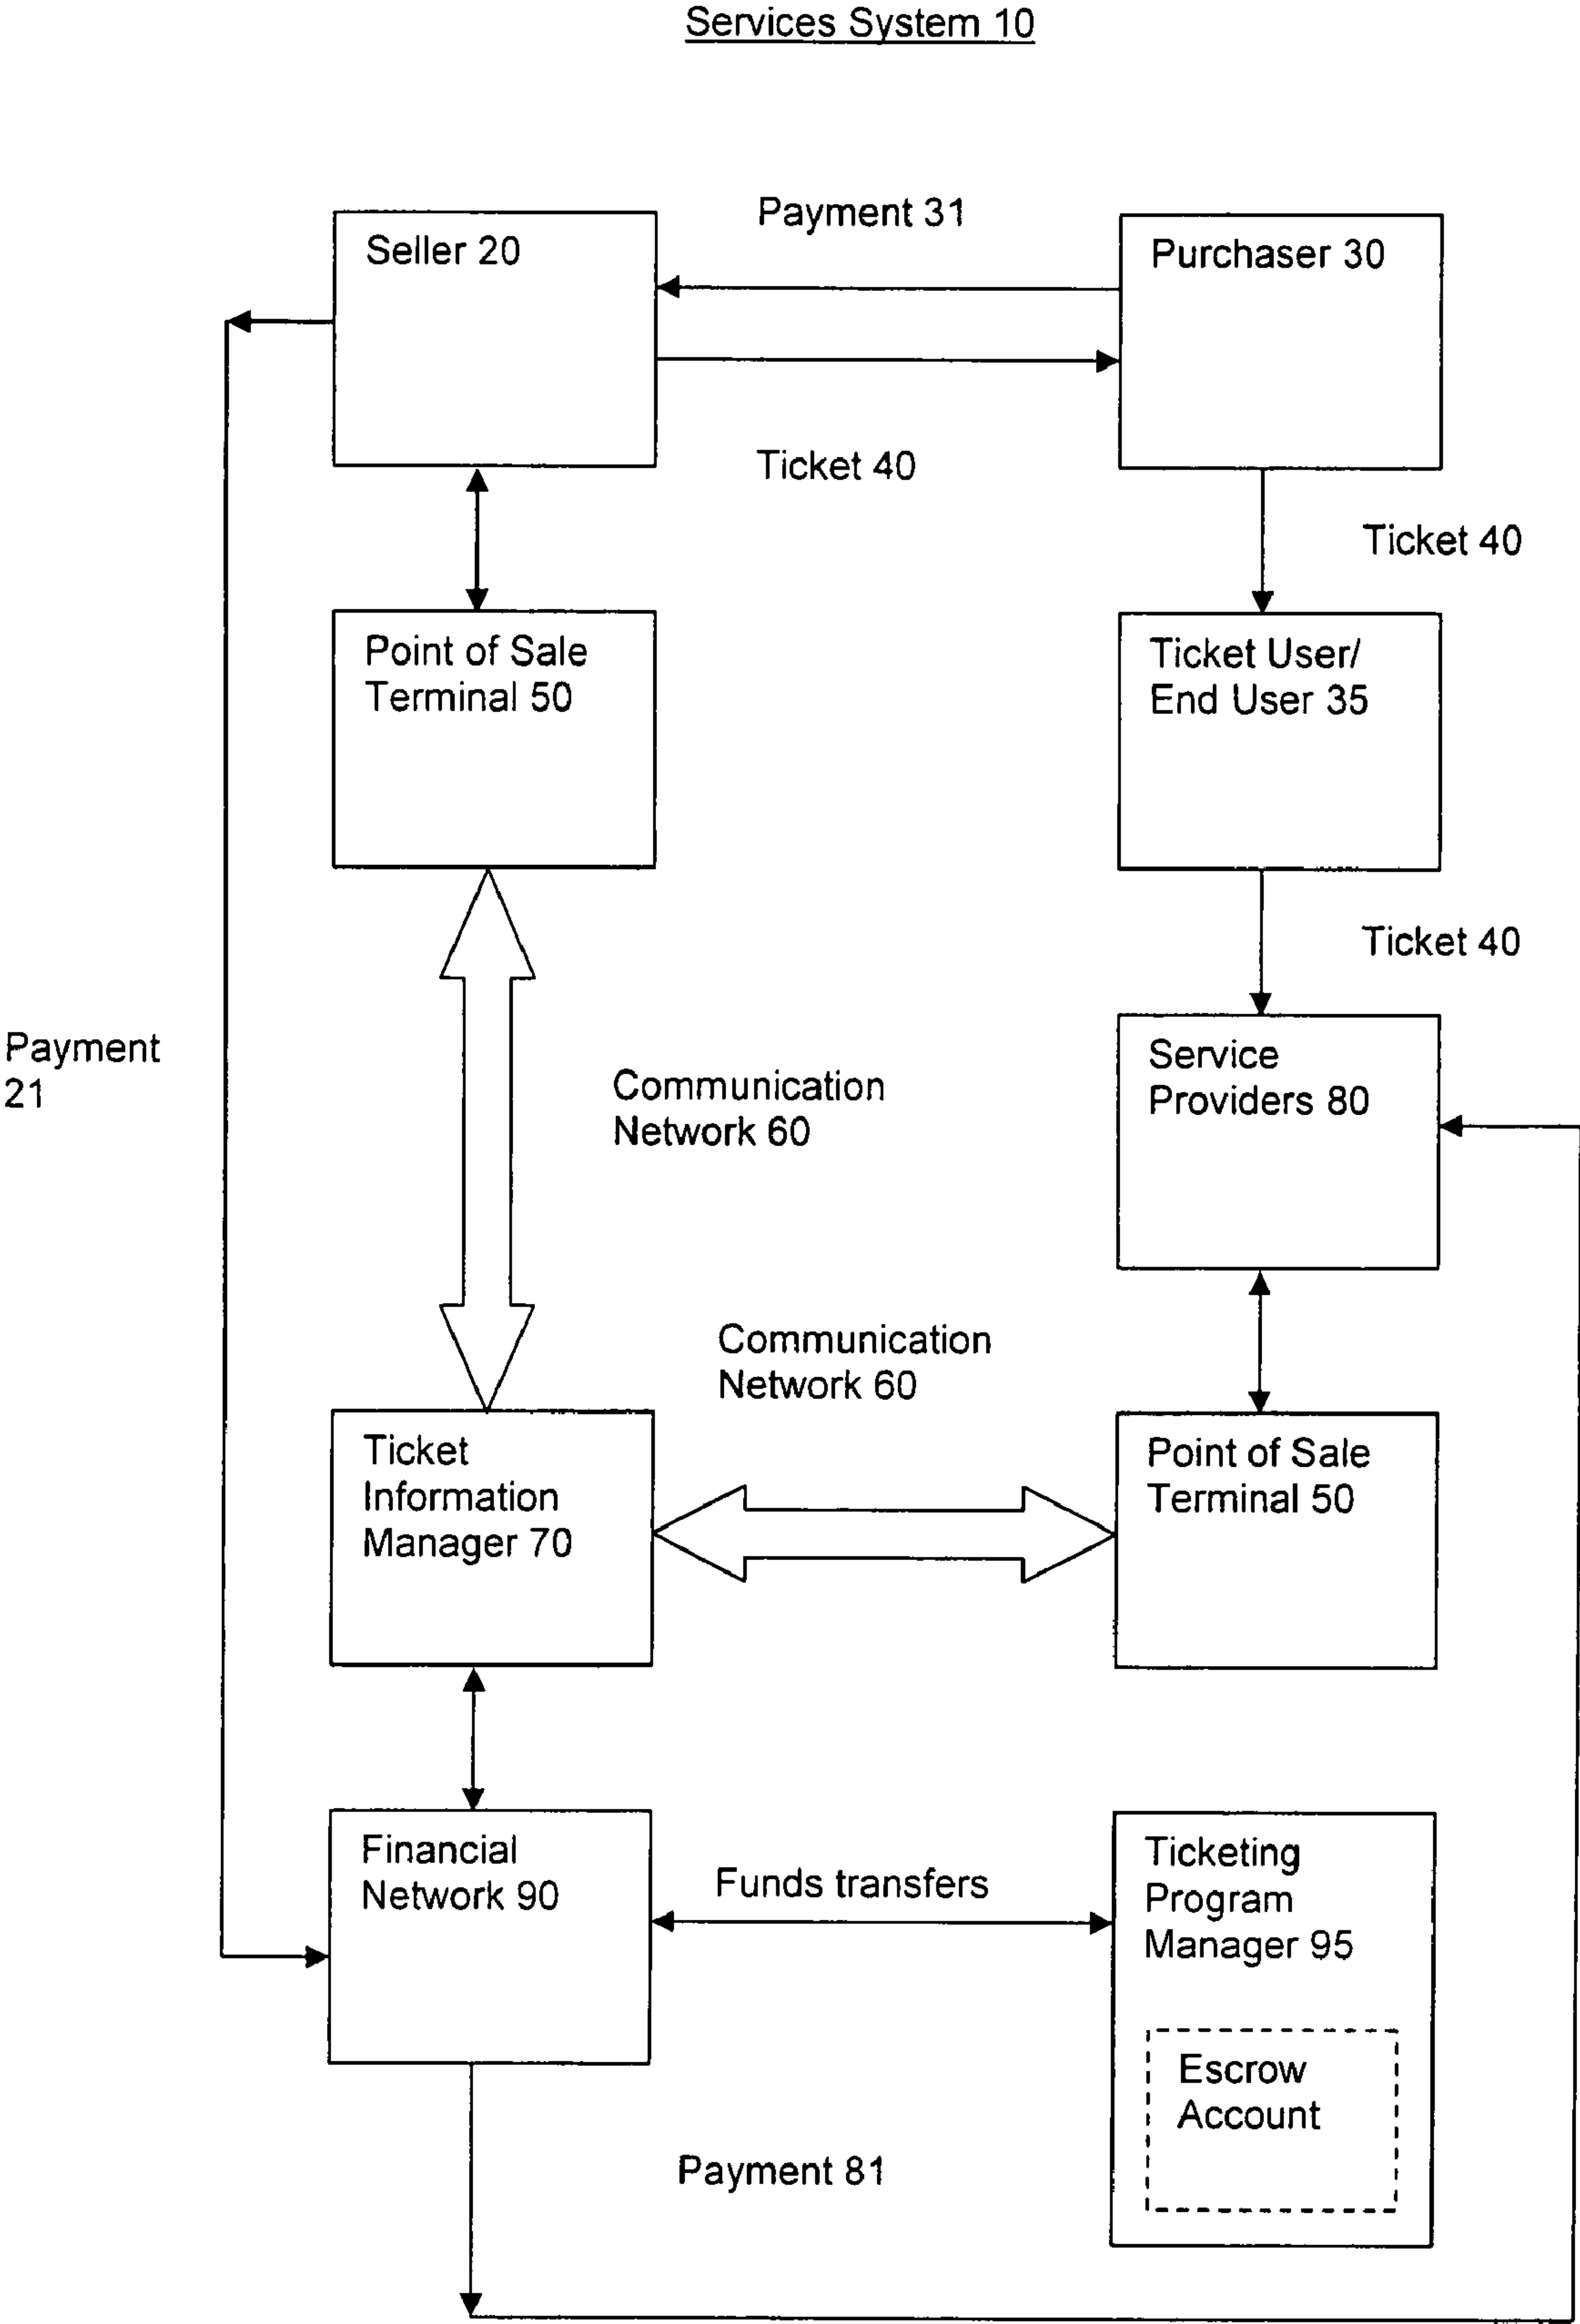 Services System 10
Payment 31
Seller 20
Purchaser 30
Ticket 40
Ticket 40
Point of Sale
Terminal 50
Ticket User/
End User 35
Ticket 40
Payment
21
Communication
Network 60
Service
Providers 80
Communication
Network 60
Ticket
Information
Manager 70
Point of Sale
Terminal 50
Financial
Network 90
Funds transfers
Ticketing
Program
Manager 95
Escrow
Account
Payment 81